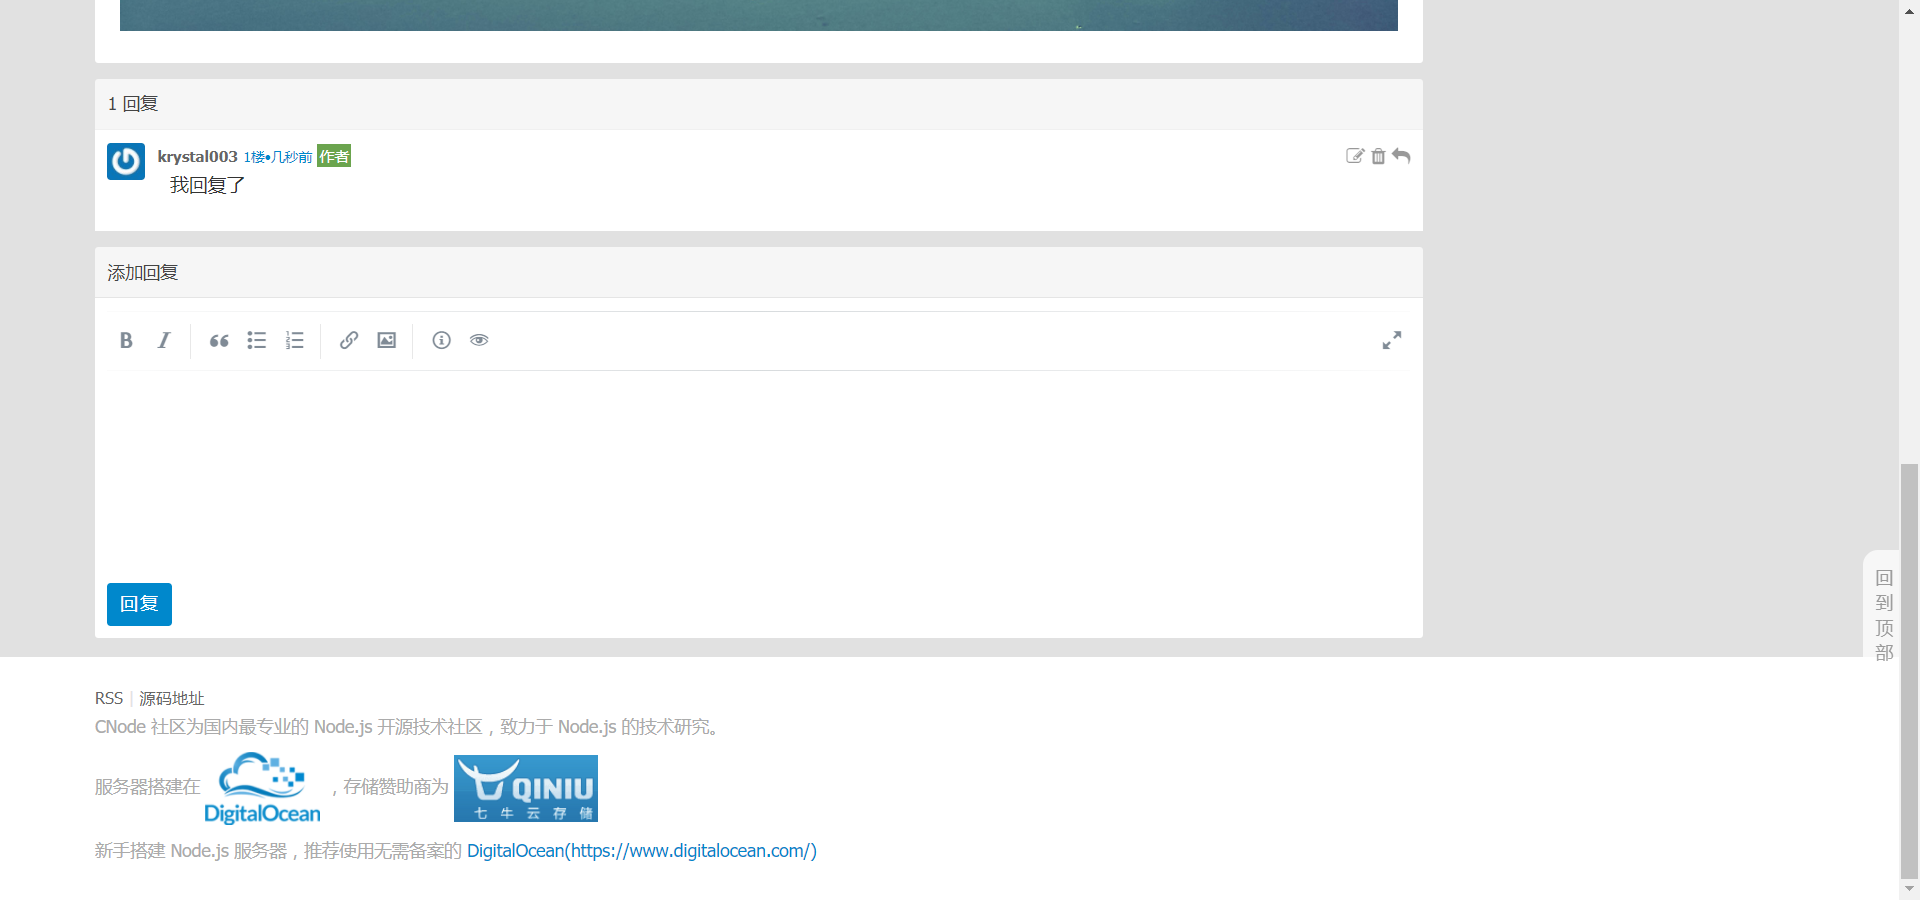 1 回复
krystal003 1楼•几秒前 作者
我回复了
添加回复
回复
回到顶部
RSS | 源码地址
CNode 社区为国内最专业的 Node.js 开源技术社区，致力于 Node.js 的技术研究。
服务器搭建在 DigitalOcean ，存储赞助商为 QINIU 七牛云存储
新手搭建 Node.js 服务器，推荐使用无需备案的 DigitalOcean(https://www.digitalocean.com/)